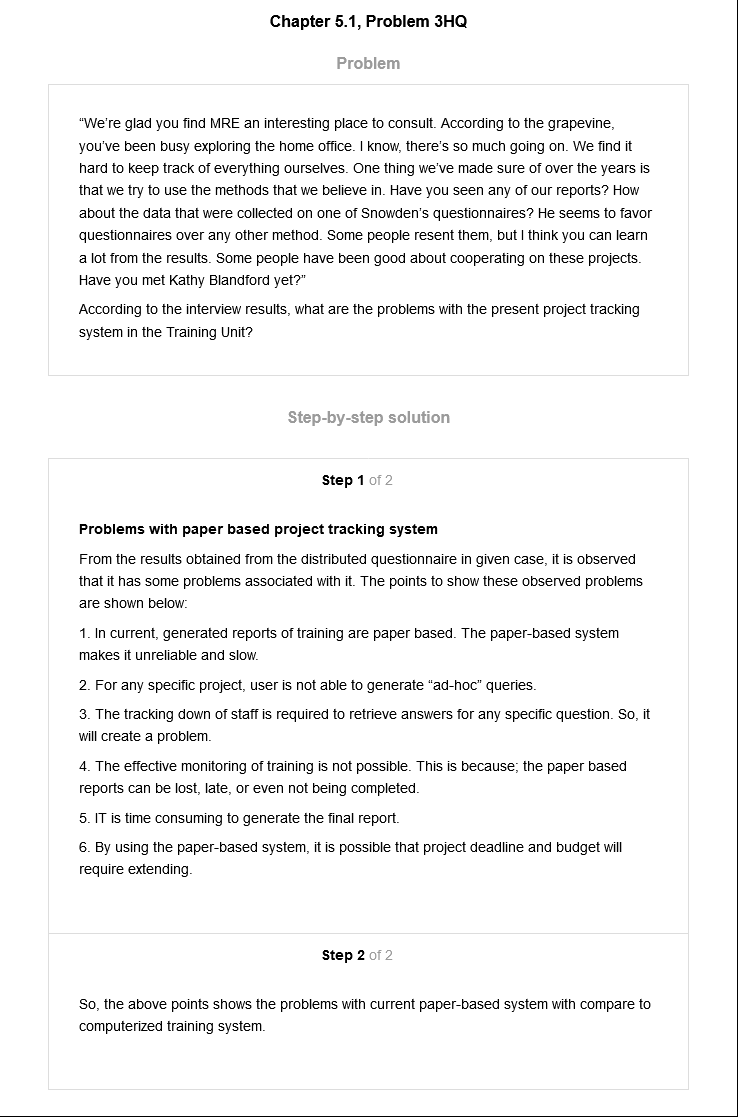 Chapter 5.1, Problem 3HQ
Problem
“We’re glad you find MRE an interesting place to consult. According to the grapevine,
you’ve been busy exploring the home office. I know, there’s so much going on. We find it
hard to keep track of everything ourselves. One thing we’ve made sure of over the years is
that we try to use the methods that we believe in. Have you seen any of our reports? How
about the data that were collected on one of Snowden’s questionnaires? He seems to favor
questionnaires over any other method. Some people resent them, but I think you can learn
a lot from the results. Some people have been good about cooperating on these projects.
Have you met Kathy Blandford yet?”
According to the interview results, what are the problems with the present project tracking
system in the Training Unit?
Step-by-step solution
Step 1 of 2
Problems with paper based project tracking system
From the results obtained from the distributed questionnaire in given case, it is observed
that it has some problems associated with it. The points to show these observed problems
are shown below:
1. In current, generated reports of training are paper based. The paper-based system
makes it unreliable and slow.
2. For any specific project, user is not able to generate “ad-hoc” queries.
3. The tracking down of staff is required to retrieve answers for any specific question. So, it
will create a problem.
4. The effective monitoring of training is not possible. This is because; the paper based
reports can be lost, late, or even not being completed.
5. IT is time consuming to generate the final report.
6. By using the paper-based system, it is possible that project deadline and budget will
require extending.
Step 2 of 2
So, the above points shows the problems with current paper-based system with compare to
computerized training system.